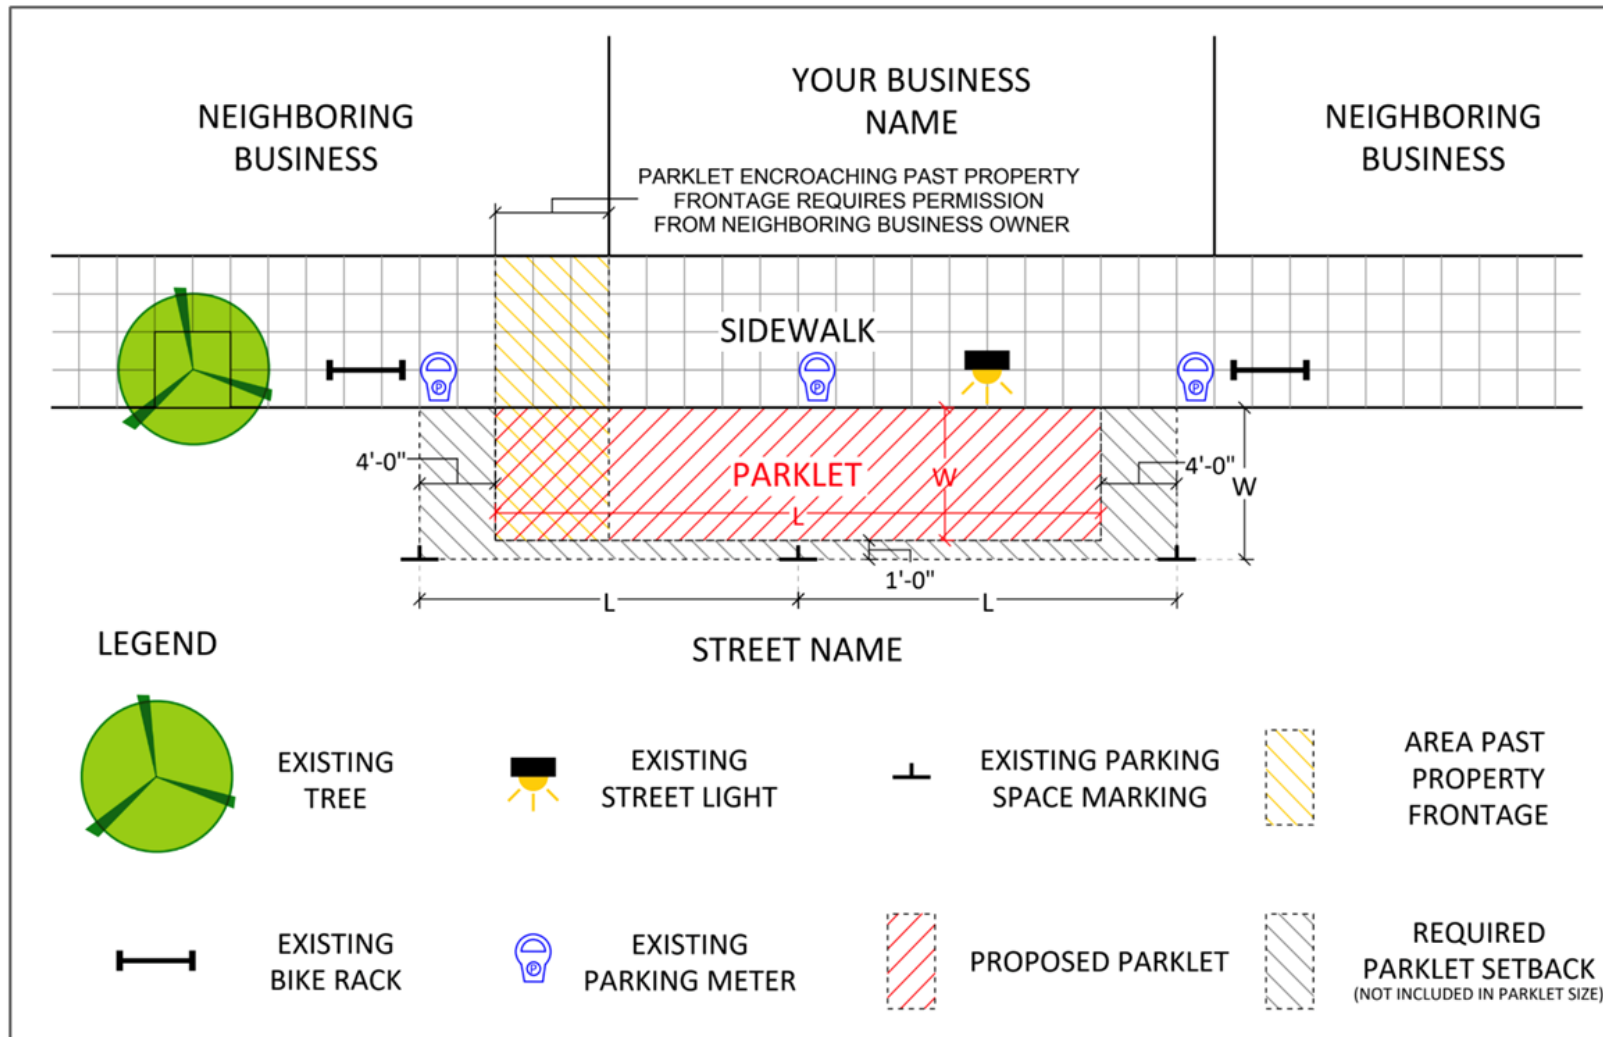 NEIGHBORING
BUSINESS
YOUR BUSINESS
NAME
NEIGHBORING
BUSINESS
PARKLET ENCROACHING PAST PROPERTY
FRONTAGE REQUIRES PERMISSION
FROM NEIGHBORING BUSINESS OWNER
SIDEWALK
P
P
P
4'-0"
PARKLET
W
4'-0"
W
L
1'-0"
L
L
LEGEND
STREET NAME
EXISTING
TREE
EXISTING
STREET LIGHT
EXISTING PARKING
SPACE MARKING
AREA PAST
PROPERTY
FRONTAGE
EXISTING
BIKE RACK
P
EXISTING
PARKING METER
PROPOSED PARKLET
REQUIRED
PARKLET SETBACK
(NOT INCLUDED IN PARKLET SIZE)